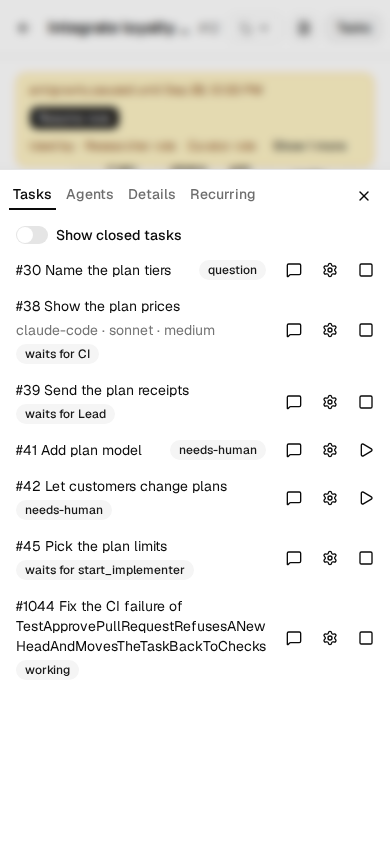 Tasks
Tasks Agents Details Recurring
Show closed tasks
#30 Name the plan tiers question
#38 Show the plan prices
claude-code · sonnet · medium
waits for CI
#39 Send the plan receipts
waits for Lead
#41 Add plan model needs-human
#42 Let customers change plans
needs-human
#45 Pick the plan limits
waits for start_implementer
#1044 Fix the CI failure of
TestApprovePullRequestRefusesANew
HeadAndMovesTheTaskBackToChecks
working